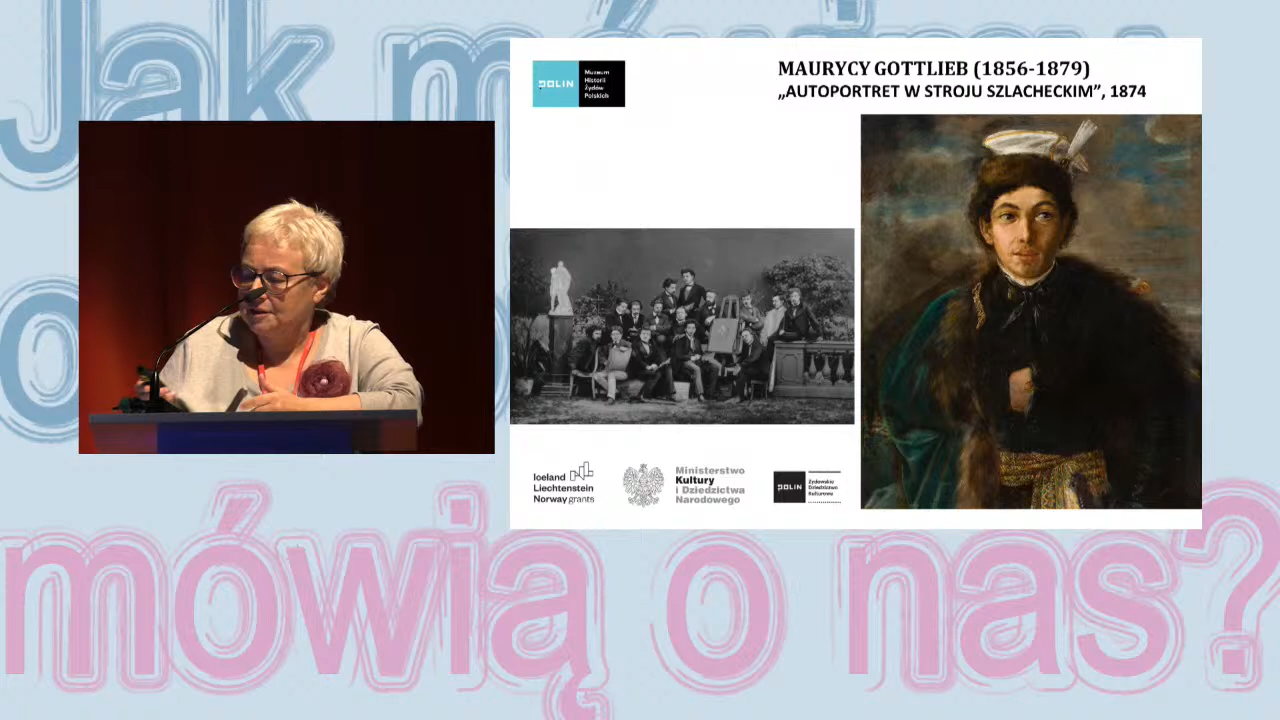 Jak mówimy
o
mówią o nas?
POLIN
Muzeum
Historii
Żydów
Polskich
MAURYCY GOTTLIEB (1856-1879)
„AUTOPORTRET W STROJU SZLACHECKIM”, 1874
Iceland
Liechtenstein
Norway grants
Ministerstwo
Kultury
i Dziedzictwa
Narodowego
POLIN
Żydowskie
Dziedzictwo
Kulturowe